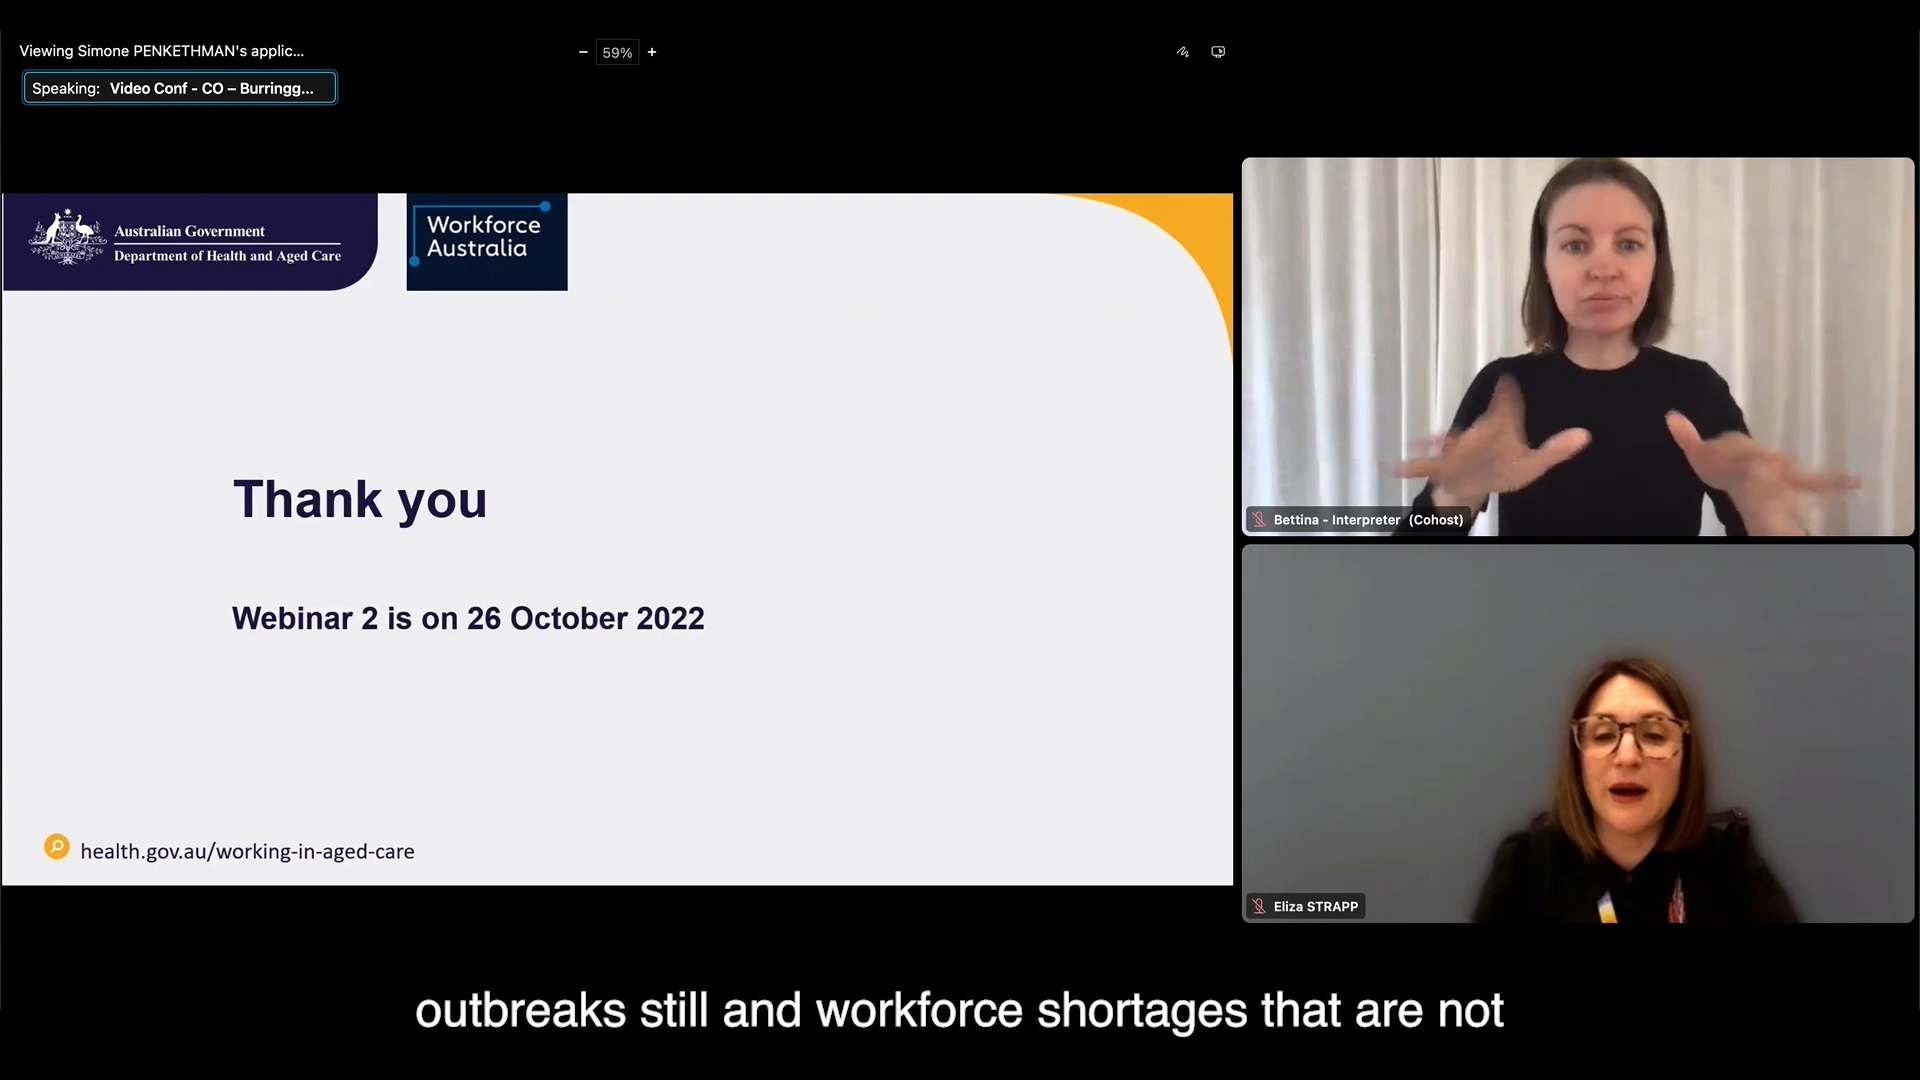 Viewing Simone PENKETHMAN's applic...
59%
Speaking: Video Conf - CO – Burringg...
Australian Government
Department of Health and Aged Care
Workforce
Australia
Thank you
Webinar 2 is on 26 October 2022
health.gov.au/working-in-aged-care
Bettina - Interpreter (Cohost)
Eliza STRAPP
outbreaks still and workforce shortages that are not